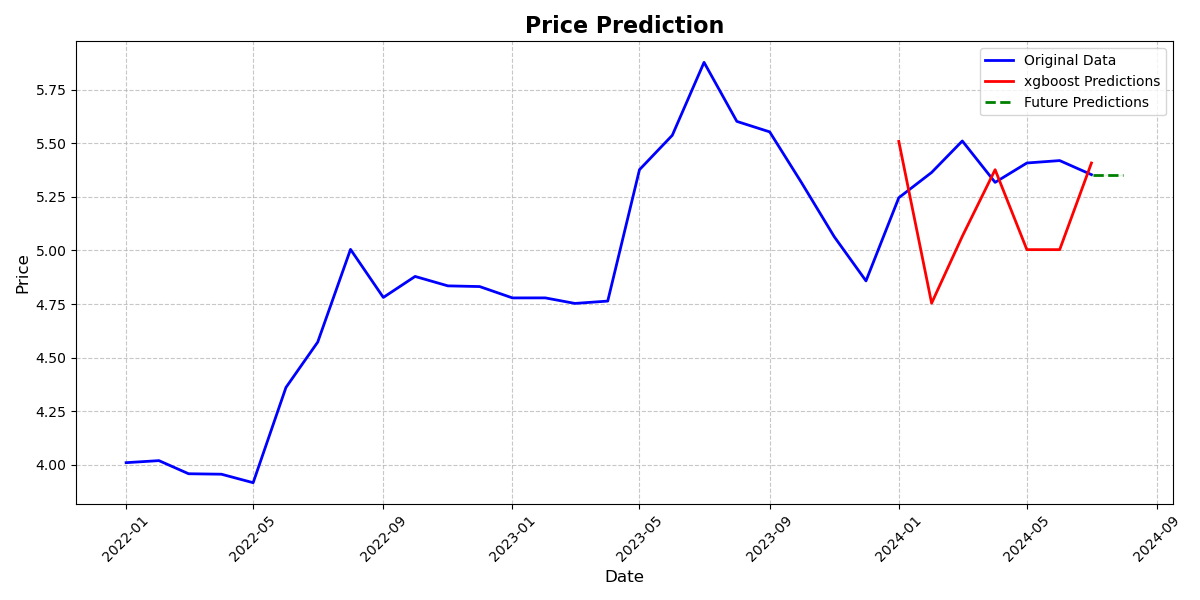 Price Prediction
Original Data
xgboost Predictions
Future Predictions
Price
5.75
5.50
5.25
5.00
4.75
4.50
4.25
4.00
2022-01
2022-05
2022-09
2023-01
2023-05
2023-09
2024-01
2024-05
2024-09
Date